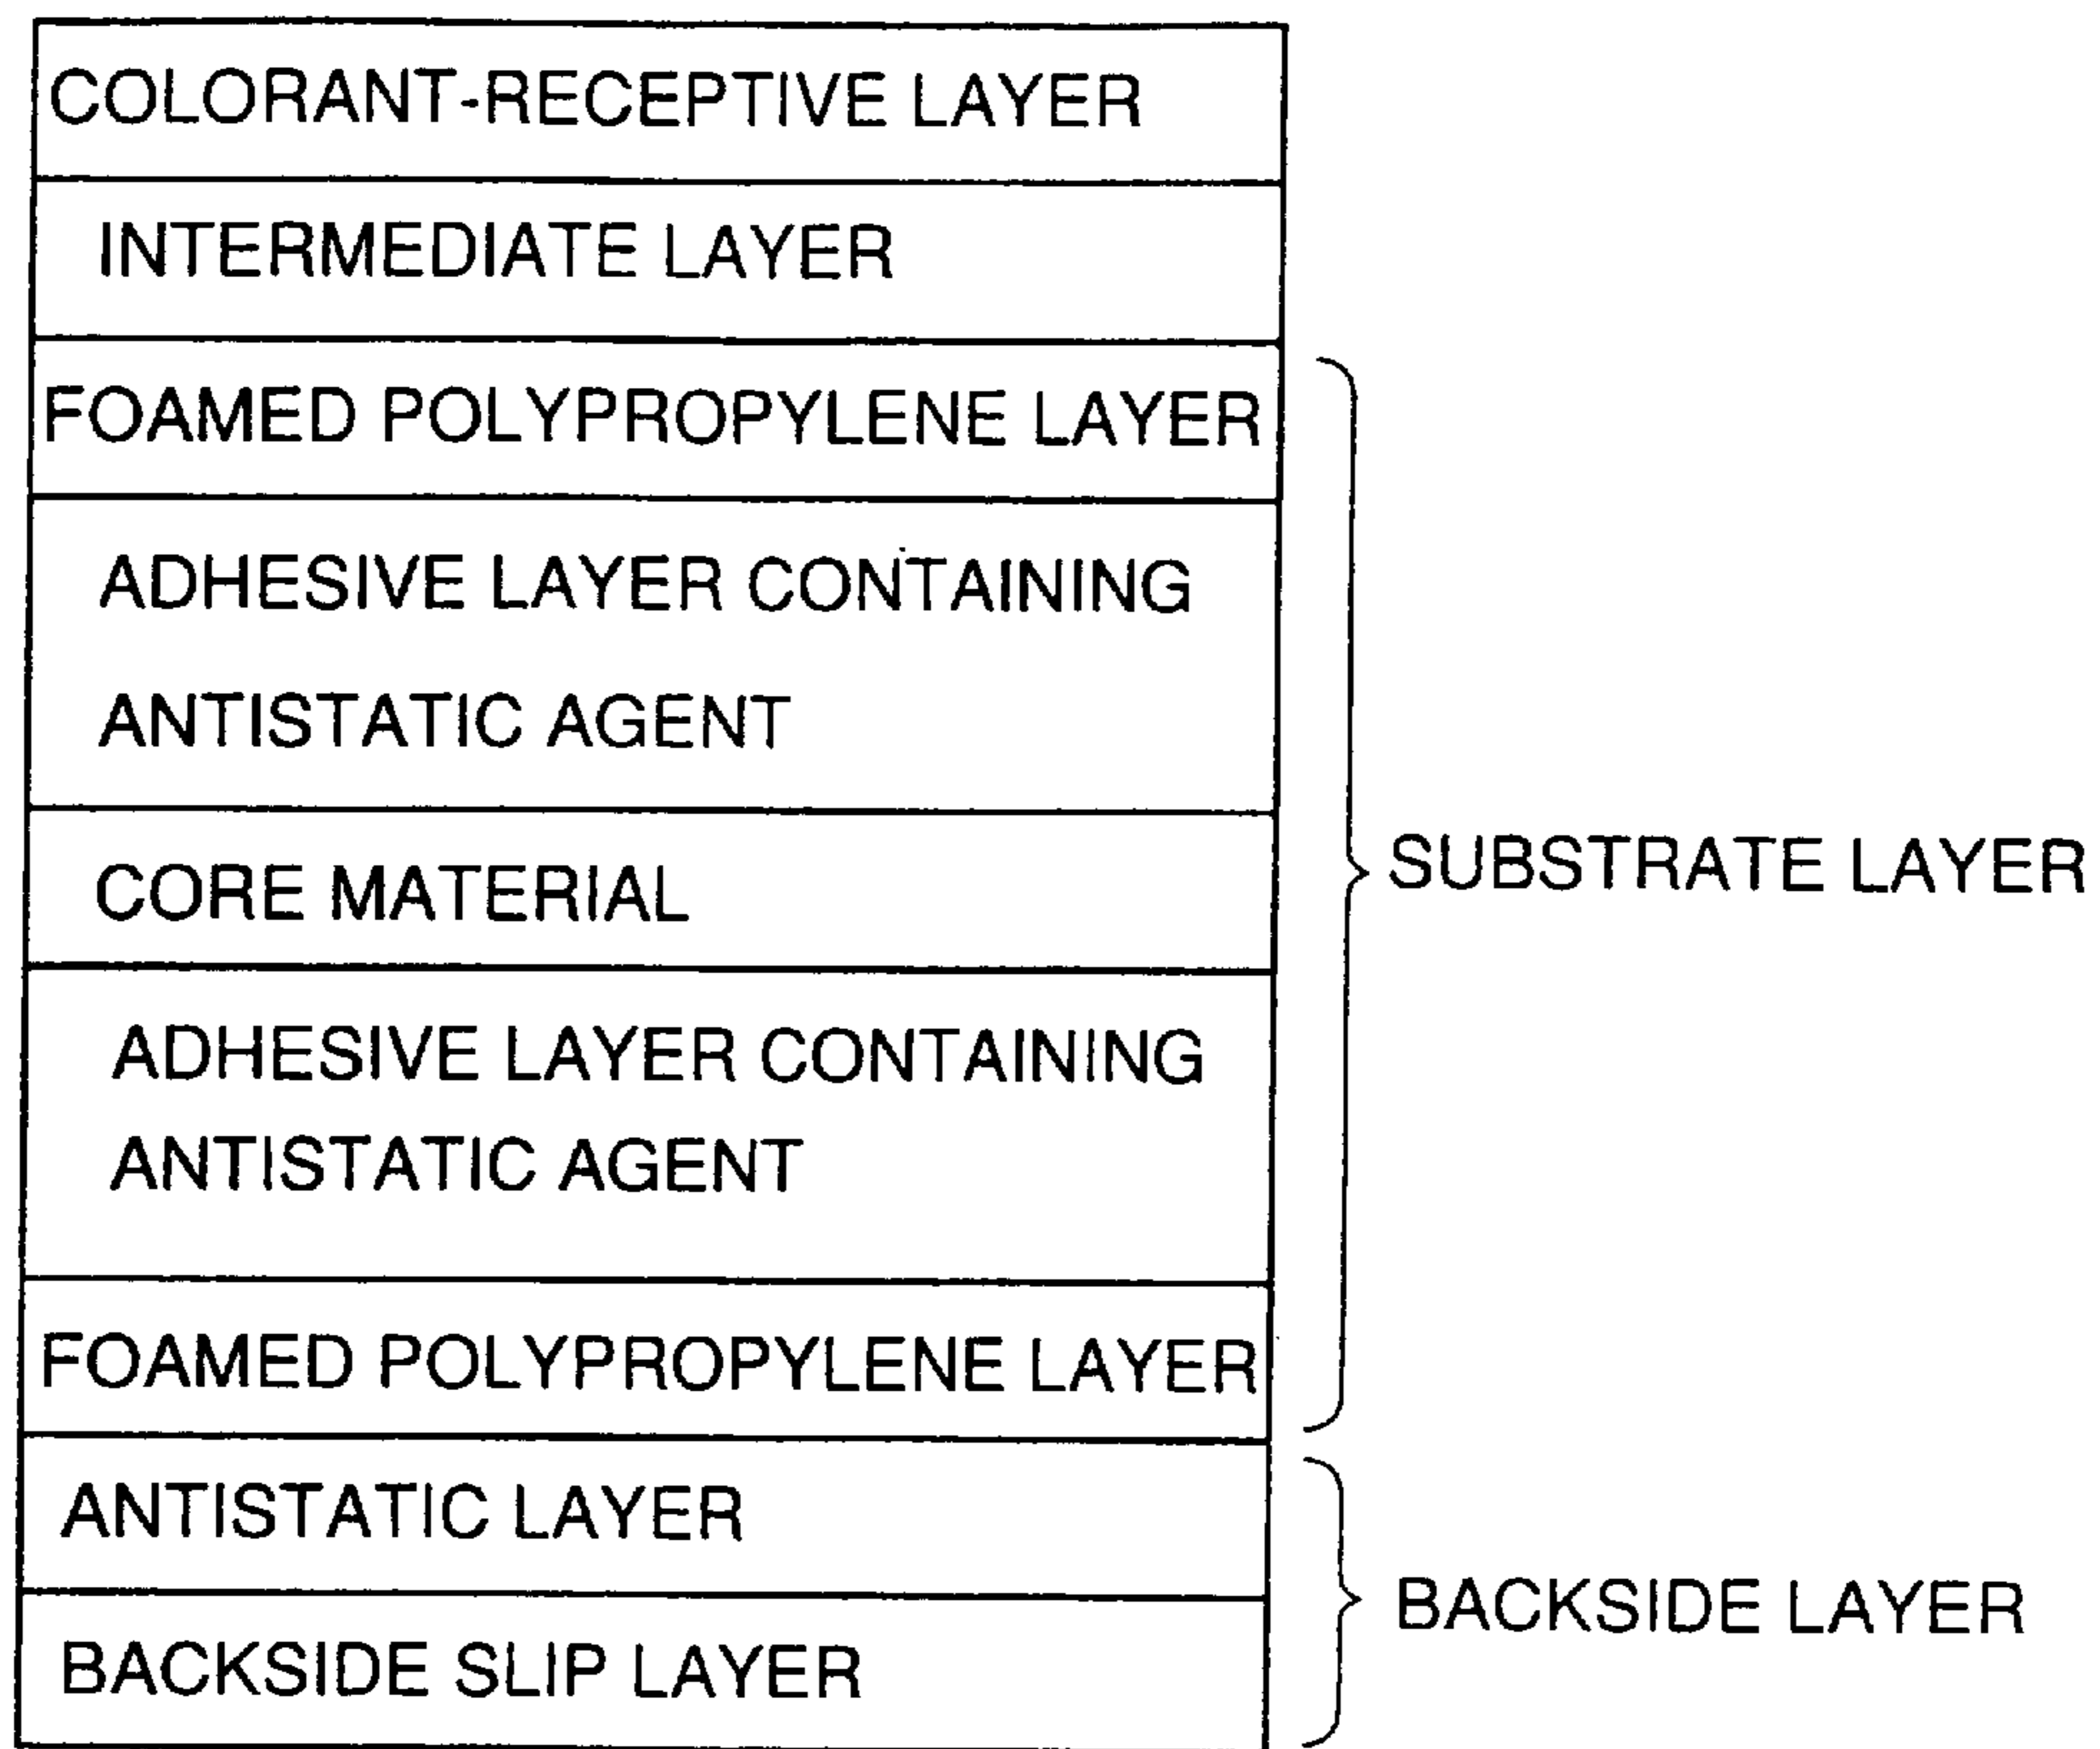 COLORANT-RECEPTIVE LAYER
INTERMEDIATE LAYER
FOAMED POLYPROPYLENE LAYER
ADHESIVE LAYER CONTAINING
ANTISTATIC AGENT
CORE MATERIAL
ADHESIVE LAYER CONTAINING
ANTISTATIC AGENT
FOAMED POLYPROPYLENE LAYER
SUBSTRATE LAYER
ANTISTATIC LAYER
BACKSIDE SLIP LAYER
BACKSIDE LAYER